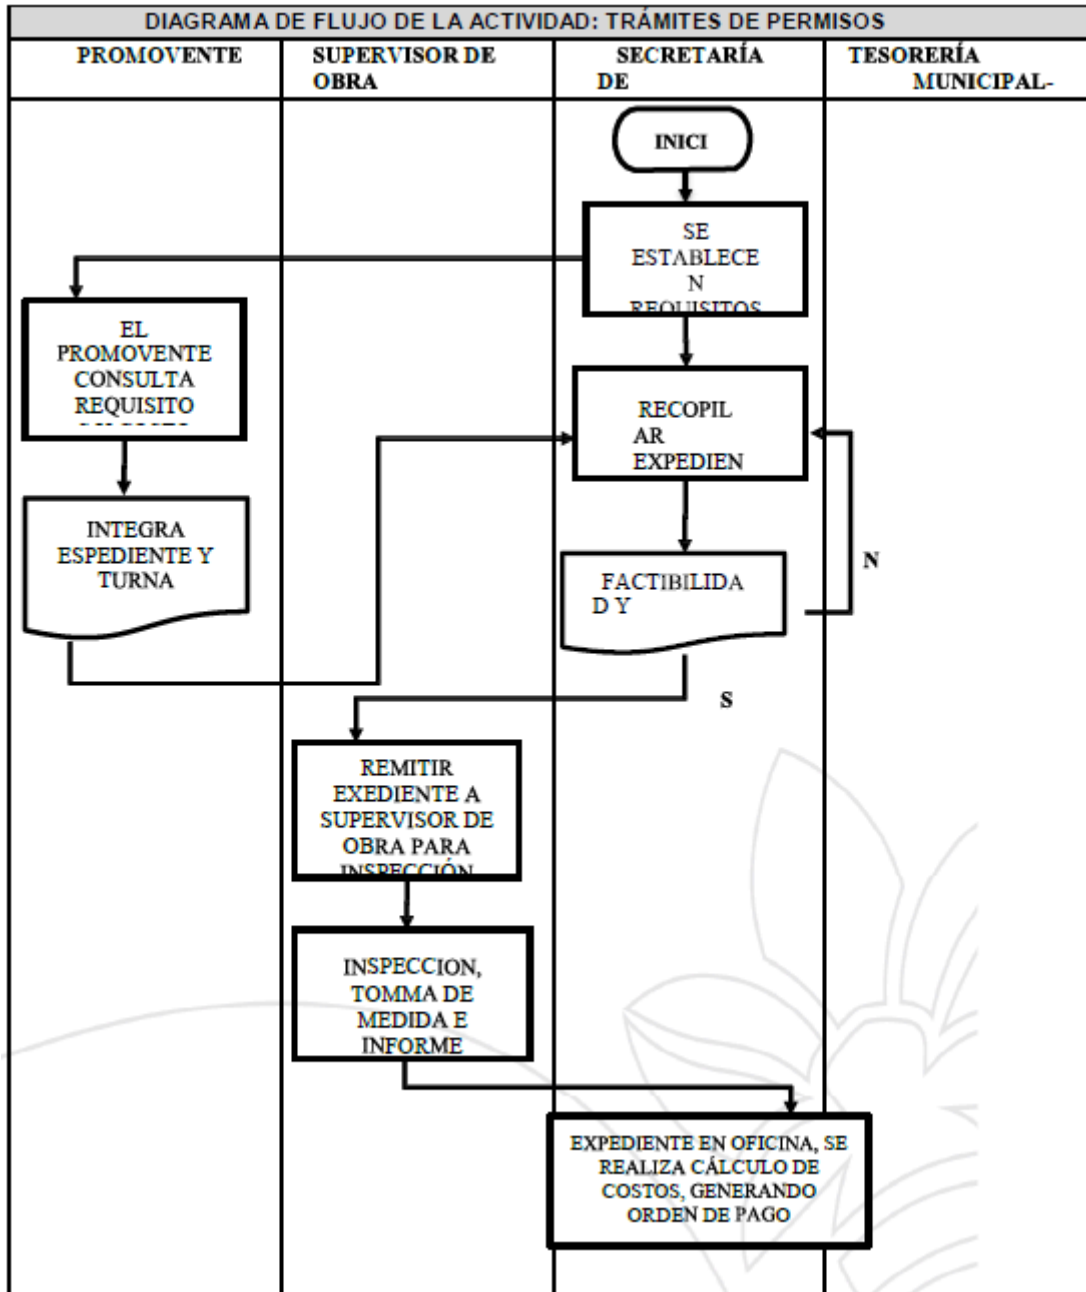 DIAGRAMA DE FLUJO DE LA ACTIVIDAD: TRÁMITES DE PERMISOS
PROMOVENTE
SUPERVISOR DE
OBRA
SECRETARÍA
DE
TESORERÍA
MUNICIPAL-
INICI
SE
ESTABLECE
N
REQUISITOS
EL
PROMOVENTE
CONSULTA
REQUISITO
RECOPIL
AR
EXPEDIEN
INTEGRA
ESPEDIENTE Y
TURNA
FACTIBILIDA
D Y
N
S
REMITIR
EXEDIENTE A
SUPERVISOR DE
OBRA PARA
INSPECCIÓN
INSPECCION,
TOMMA DE
MEDIDA E
INFORME
EXPEDIENTE EN OFICINA, SE
REALIZA CÁLCULO DE
COSTOS, GENERANDO
ORDEN DE PAGO